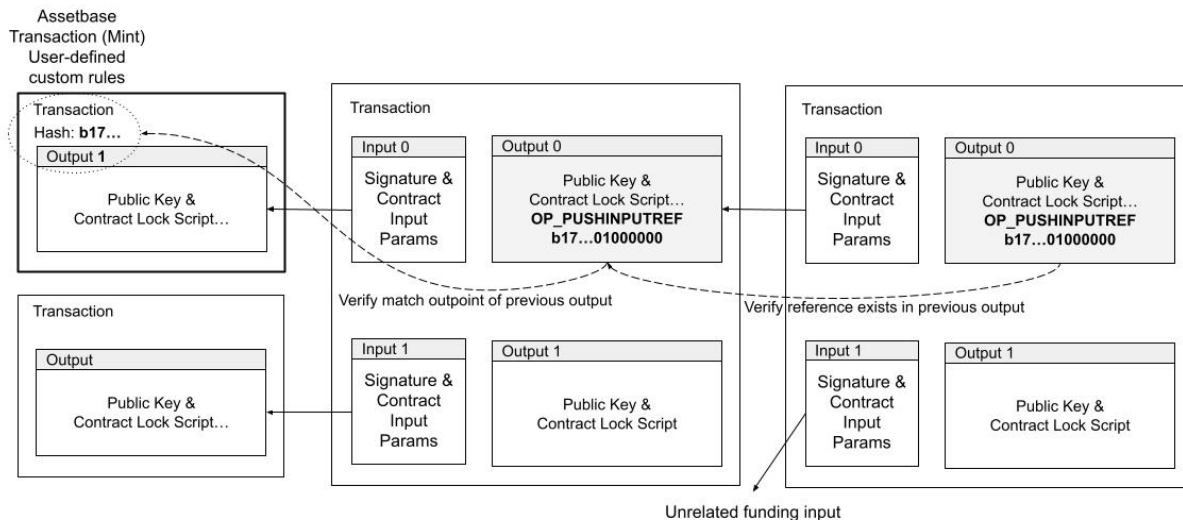 Assetbase
Transaction (Mint)
User-defined
custom rules
Transaction
Hash: b17...
Output 1
Public Key &
Contract Lock Script...
Transaction
Output
Public Key &
Contract Lock Script...
Transaction
Input 0
Signature &
Contract
Input
Params
Output 0
Public Key &
Contract Lock Script...
OP_PUSHINPUTREF
b17...01000000
Verify match outpoint of previous output
Input 1
Signature &
Contract
Input
Params
Output 1
Public Key &
Contract Lock Script
Transaction
Input 0
Signature &
Contract
Input
Params
Output 0
Public Key &
Contract Lock Script...
OP_PUSHINPUTREF
b17...01000000
Verify reference exists in previous output
Input 1
Signature &
Contract
Input
Params
Output 1
Public Key &
Contract Lock Script
Unrelated funding input